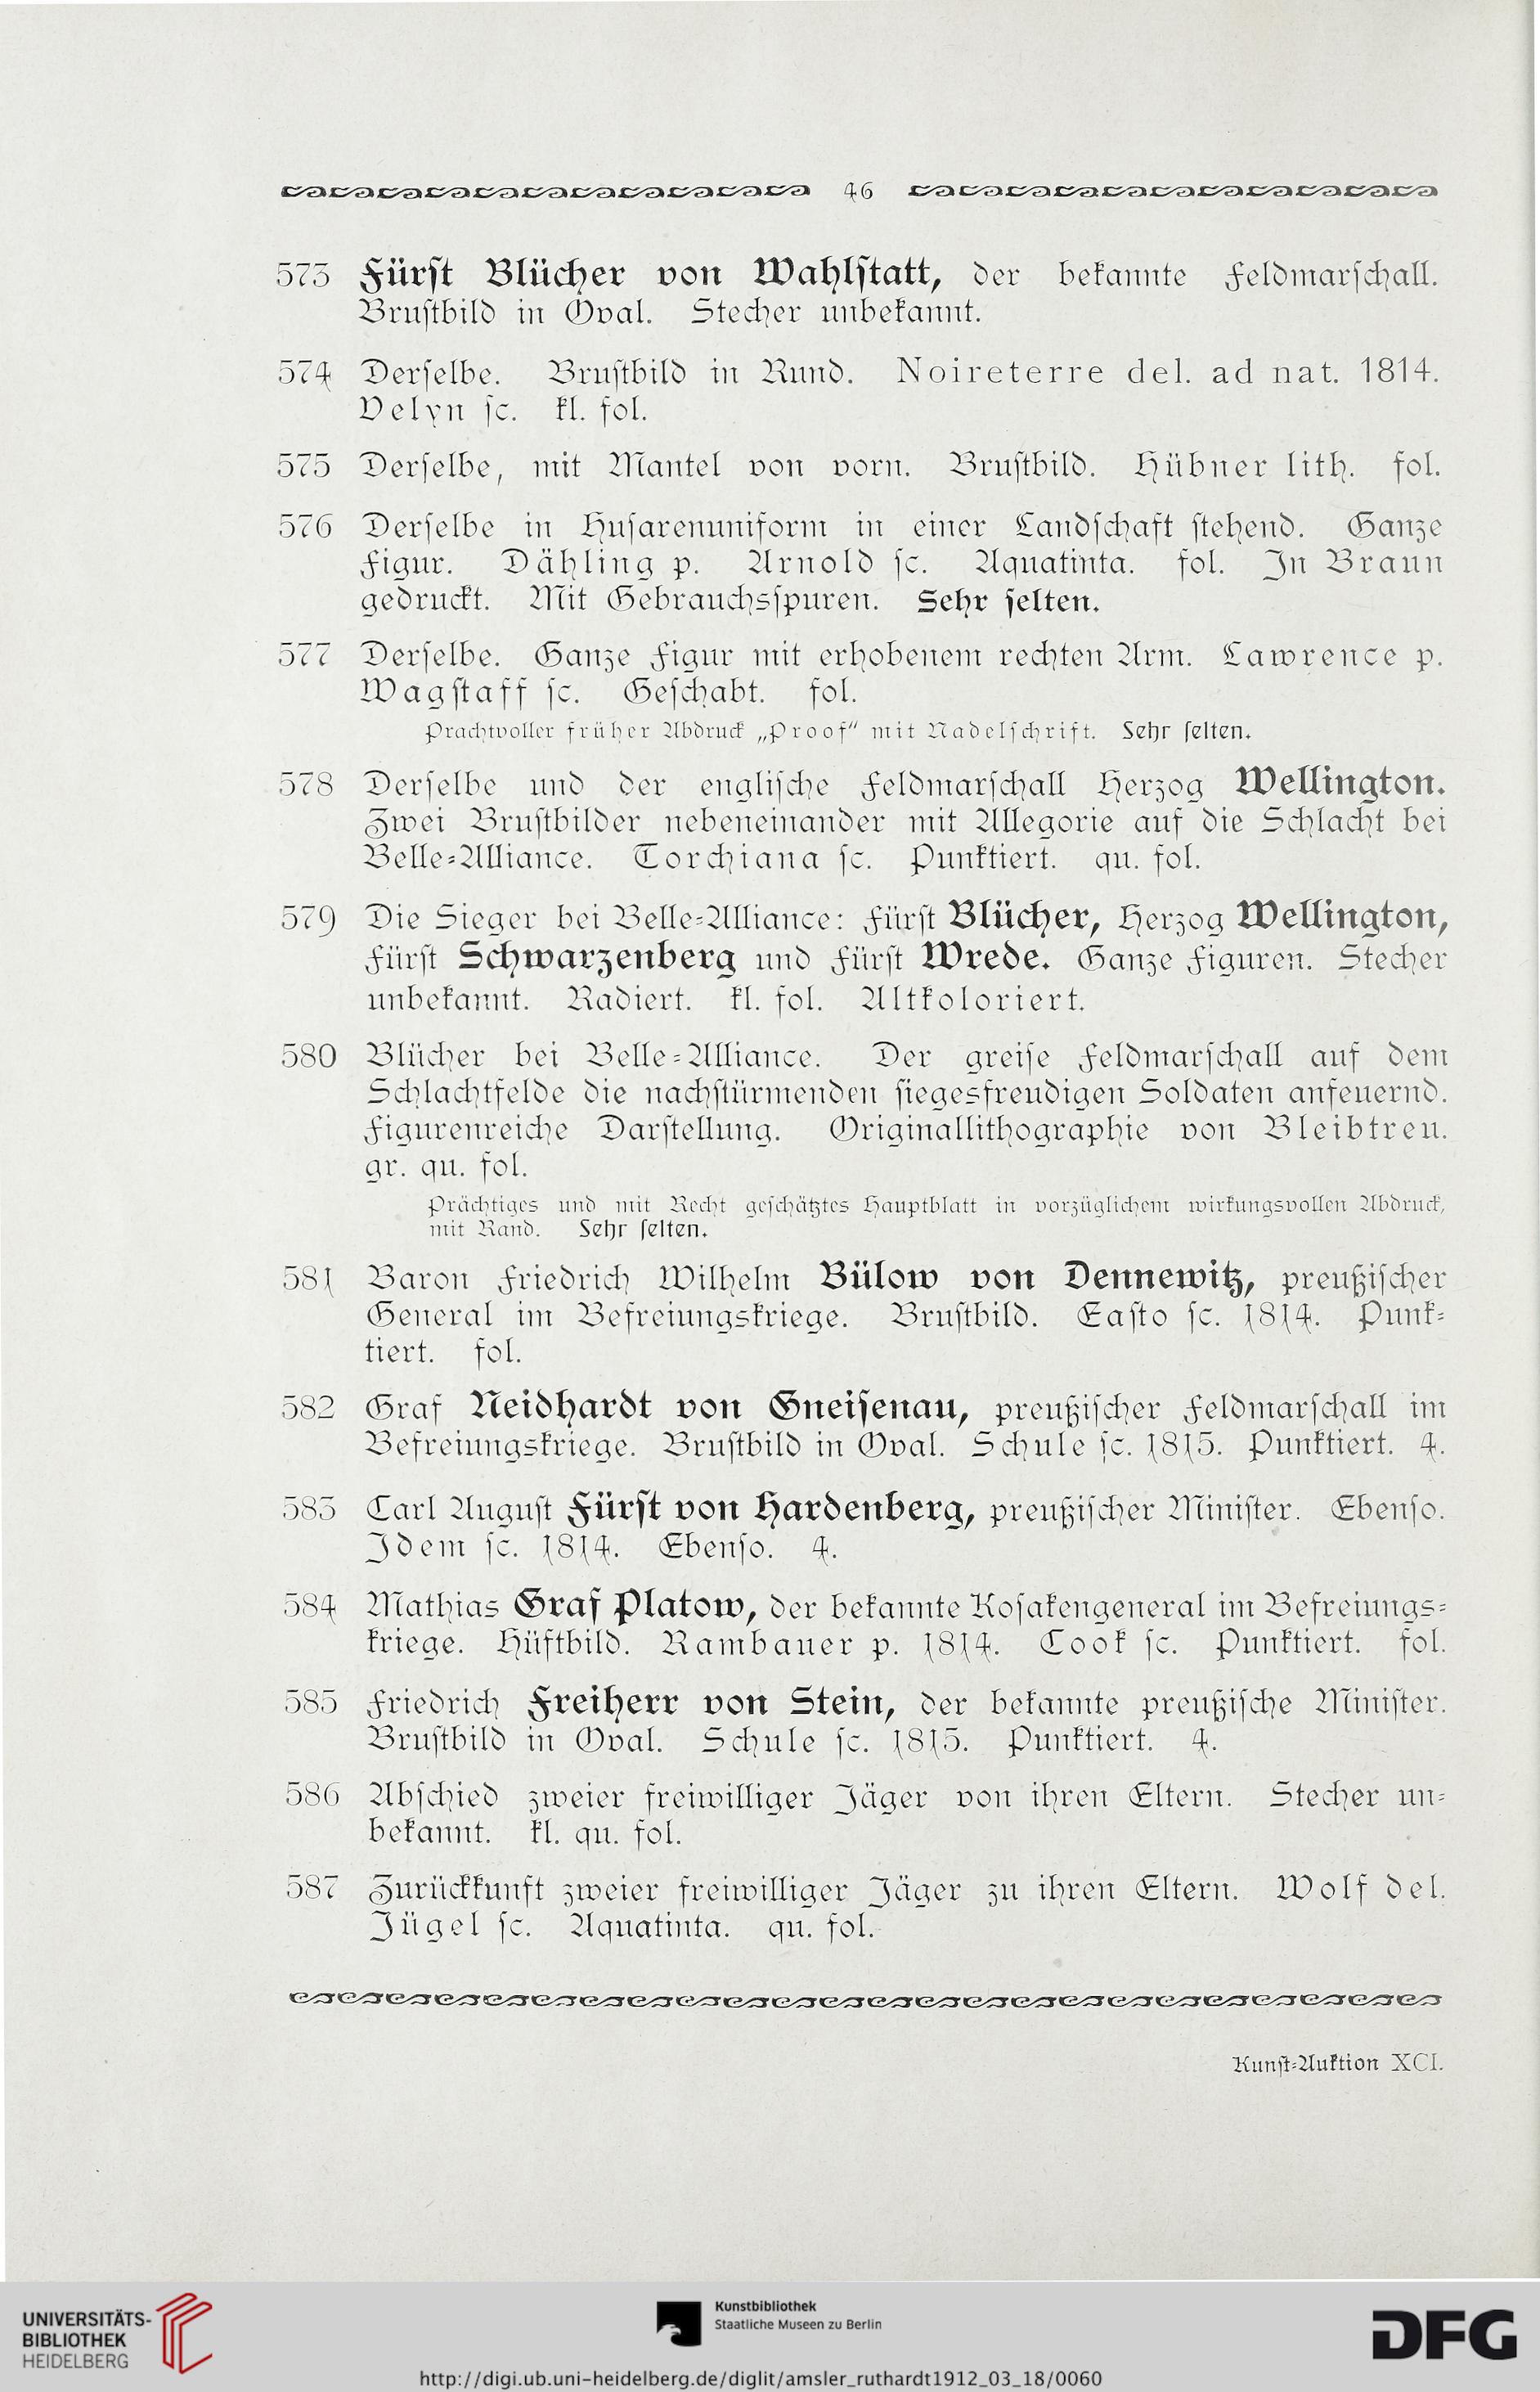 46
573 Fürſt Blücher von Wahlſtatt, der bekannte Feldmarſchall.
Bruſtbild in Oval. Stecher unbekannt.
574 Derſelbe. Bruſtbild in Rund. Noireterre del. ad nat. 1814.
Velyn ſc. kl. fol.
575 Derſelbe, mit Mantel von vorn. Bruſtbild. Hübner lith. fol.
576 Derſelbe in Huſarenuniform in einer Landſchaft ſtehend. Ganze
Figur. Dähling p. Arnold ſc. Aquatinta. fol. In Braun
gedruckt. Mit Gebrauchsſpuren. Sehr ſelten.
577 Derſelbe. Ganze Figur mit erhobenem rechten Arm. Lawrence p.
Wagſtaff ſc. Geſchabt. fol.
Prachtvoller früher Abdruck „Proof“ mit Nadelſchrift. Sehr ſelten.
578 Derſelbe und der engliſche Feldmarſchall Herzog Wellington.
Zwei Bruſtbilder nebeneinander mit Allegorie auf die Schlacht bei
Belle-Alliance. Torchiana ſc. Punktiert. qu. fol.
579 Die Sieger bei Belle-Alliance: Fürſt Blücher, Herzog Wellington,
Fürſt Schwarzenberg und Fürſt Wrede. Ganze Figuren. Stecher
unbekannt. Radiert. kl. fol. Altkoloriert.
580 Blücher bei Belle-Alliance. Der greiſe Feldmarſchall auf dem
Schlachtfelde die nachſtürmenden ſiegesfreudigen Soldaten anfeuernd.
Figurenreiche Darſtellung. Originallithographie von Bleibtreu.
gr. qu. fol.
Prächtiges und mit Recht geſchätztes Hauptblatt in vorzüglichem wirkungsvollen Abdruck,
mit Rand. Sehr ſelten.
581 Baron Friedrich Wilhelm Bülow von Dennewitz, preußiſcher
General im Befreiungskriege. Bruſtbild. Eaſto ſc. 1814. Punk-
tiert. fol.
582 Graf Neidhardt von Gneiſenau, preußiſcher Feldmarſchall im
Befreiungskriege. Bruſtbild in Oval. Schule ſc. 1815. Punktiert. 4.
583 Carl Auguſt Fürſt von Hardenberg, preußiſcher Miniſter. Ebenſo.
Idem ſc. 1814. Ebenſo. 4.
584 Mathias Graf Platow, der bekannte Koſakengeneral im Befreiungs-
kriege. Hüftbild. Rambauer p. 1814. Cook ſc. Punktiert. fol.
585 Friedrich Freiherr von Stein, der bekannte preußiſche Miniſter.
Bruſtbild in Oval. Schule ſc. 1815. Punktiert. 4.
586 Abſchied zweier freiwilliger Jäger von ihren Eltern. Stecher un-
bekannt. kl. qu. fol.
587 Zurückkunft zweier freiwilliger Jäger zu ihren Eltern. Wolf del.
Jügel ſc. Aquatinta. qu. fol.
Kunſt-Auktion XCI.
UNIVERSITÄTS-
BIBLIOTHEK
HEIDELBERG
Kunstbibliothek
Staatliche Museen zu Berlin
DFG
http://digi.ub.uni-heidelberg.de/diglit/amsler_ruthardt1912_03_18/0060